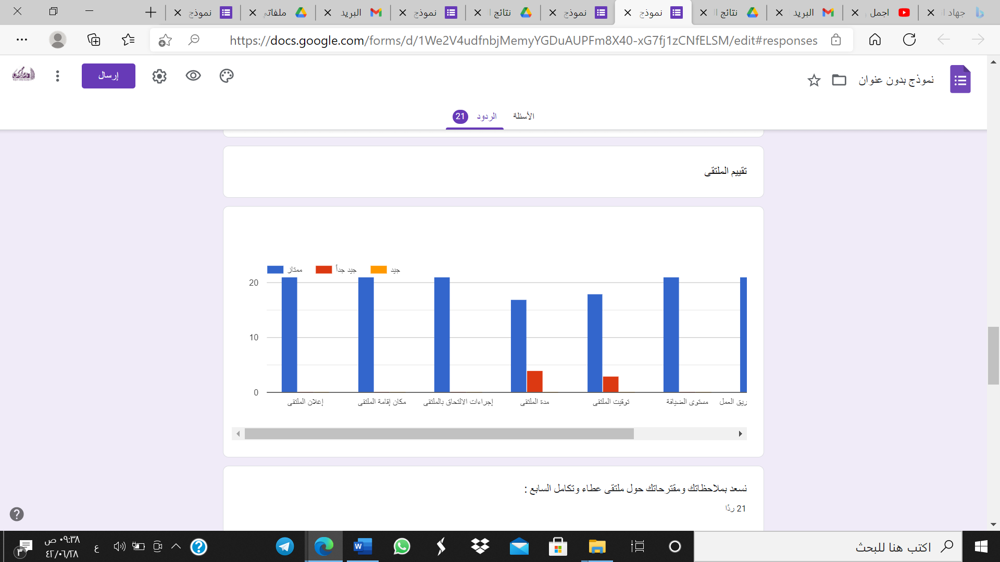 جهاد
اجمل
البريد
نتائج
نموذج
نموذج
نتائج
نموذج
البريد
ملفاتي
نموذج
https://docs.google.com/forms/d/1We2V4udfnbjMemyYGDuAUPFm8X40-xG7fj1zCNfELSM/edit#responses
نموذج بدون عنوان
إرسال
الأسئلة
الردود 21
تقييم الملتقى
ممتاز
جيد جداً
جيد
20
10
0
إعلان الملتقى
مكان إقامة الملتقى
إجراءات الالتحاق بالملتقى
مدة الملتقى
توقيت الملتقى
مستوى الضيافة
ريق العمل
نسعد بملاحظاتك ومقترحاتك حول ملتقى عطاء وتكامل السابع :
21 ردًا
اكتب هنا للبحث
ع
٠٩:٣٨ ص
٤٢/٠٦/٢٨
٣